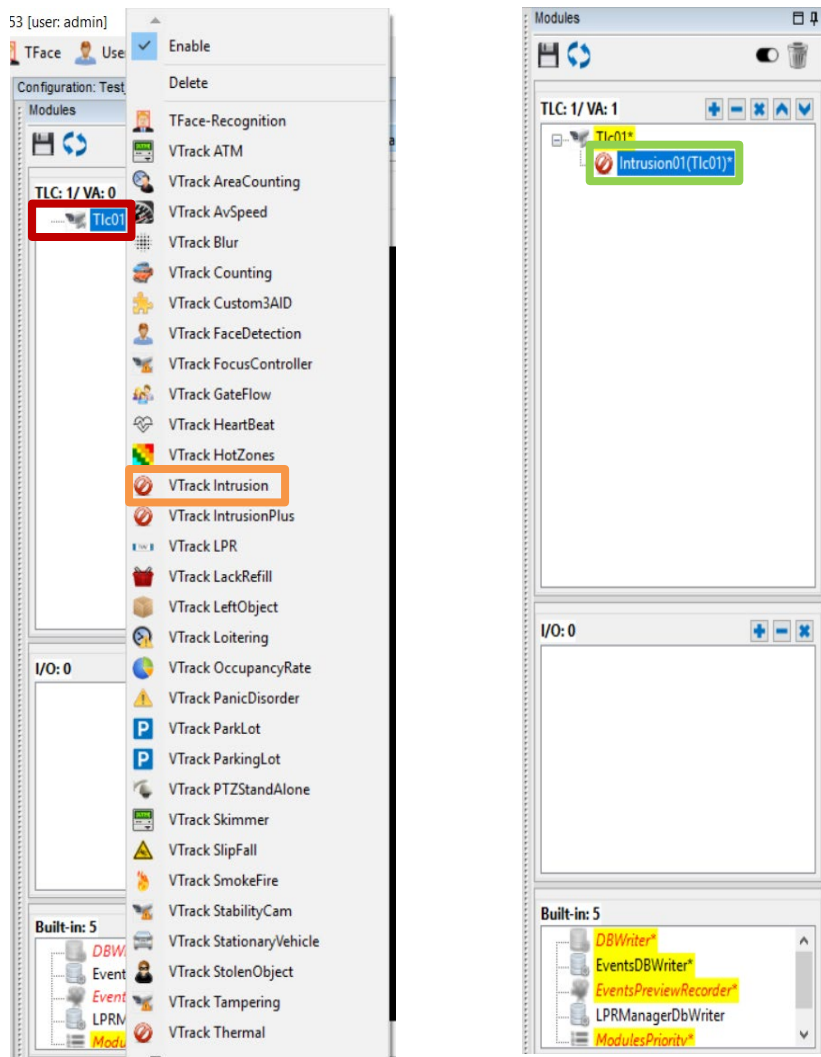 53 [user: admin]
TFace
Use
Configuration: Test_
Modules
TLC: 1/ VA: 0
Tlc01
I/O: 0
Built-in: 5
DBW
Event
Event
LPRM
Modu
Enable
Delete
TFace-Recognition
VTrack ATM
VTrack AreaCounting
VTrack AvSpeed
VTrack Blur
VTrack Counting
VTrack Custom3AID
VTrack FaceDetection
VTrack FocusController
VTrack GateFlow
VTrack HeartBeat
VTrack HotZones
VTrack Intrusion
VTrack IntrusionPlus
VTrack LPR
VTrack LackRefill
VTrack LeftObject
VTrack Loitering
VTrack OccupancyRate
VTrack PanicDisorder
VTrack ParkLot
VTrack ParkingLot
VTrack PTZStandAlone
VTrack Skimmer
VTrack SlipFall
VTrack SmokeFire
VTrack StabilityCam
VTrack StationaryVehicle
VTrack StolenObject
VTrack Tampering
VTrack Thermal
Modules
TLC: 1/ VA: 1
Tlc01*
Intrusion01(Tlc01)*
I/O: 0
Built-in: 5
DBWriter*
EventsDBWriter*
EventsPreviewRecorder*
LPRManagerDbWriter
ModulesPriority*